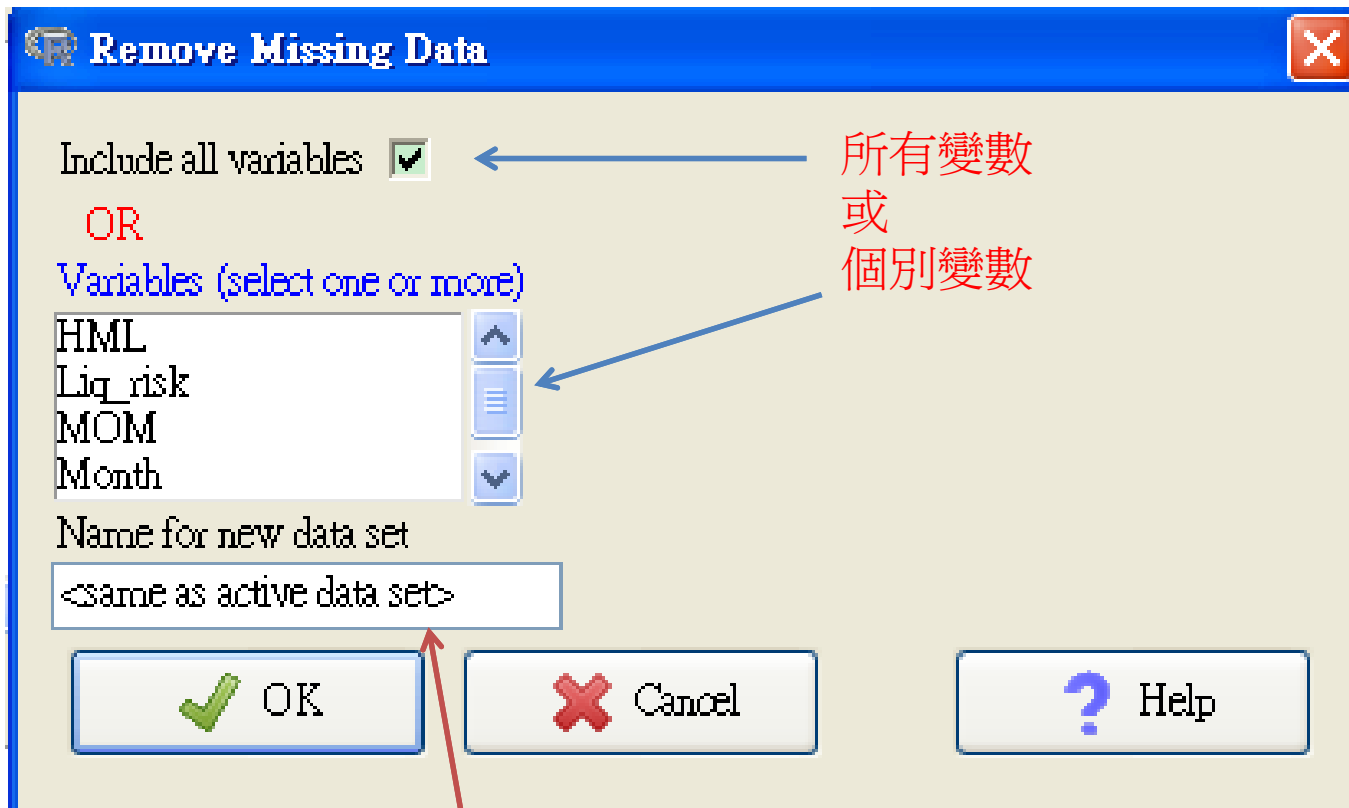 Remove Missing Data
Include all variables
所有變數
或
個別變數
OR
Variables (select one or more)
HML
Liq_risk
MOM
Month
Name for new data set
<same as active data set>
OK
Cancel
Help